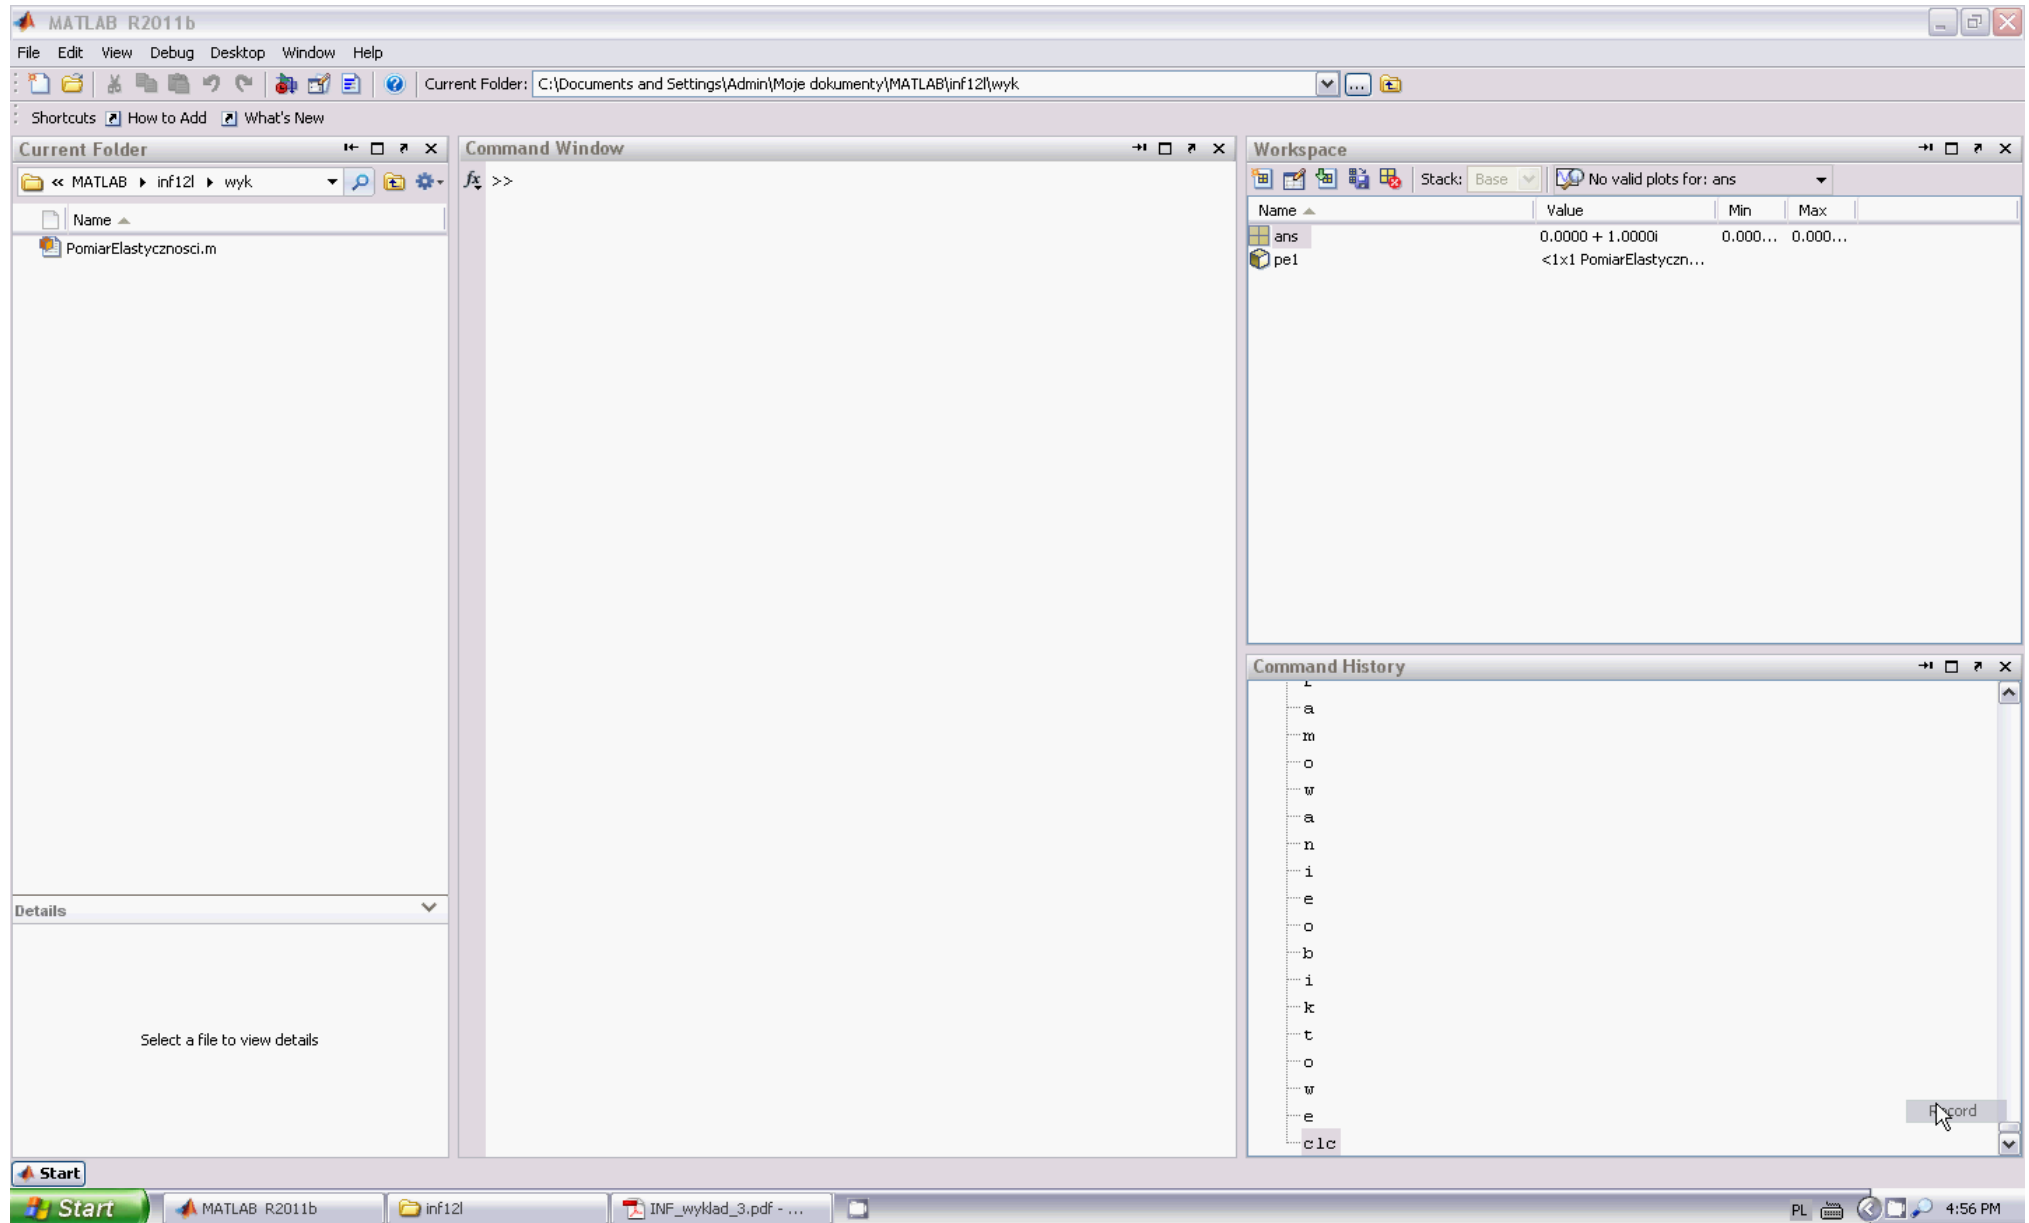 MATLAB R2011b
File Edit View Debug Desktop Window Help
Current Folder: C:\Documents and Settings\Admin\Moje dokumenty\MATLAB\inf12l\wyk
Shortcuts How to Add What's New
Current Folder
« MATLAB inf12l wyk
Name
PomiarElastycznosci.m
Details
Select a file to view details
Command Window
fx >>
Workspace
Stack: Base No valid plots for: ans
Name Value Min Max
ans 0.0000 + 1.0000i 0.000... 0.000...
pe1 <1x1 PomiarElastyczn...
Command History
a
m
o
w
a
n
i
e
o
b
i
k
t
o
w
e
clc
Record
Start
Start MATLAB R2011b inf12l INF_wyklad_3.pdf - ... PL 4:56 PM